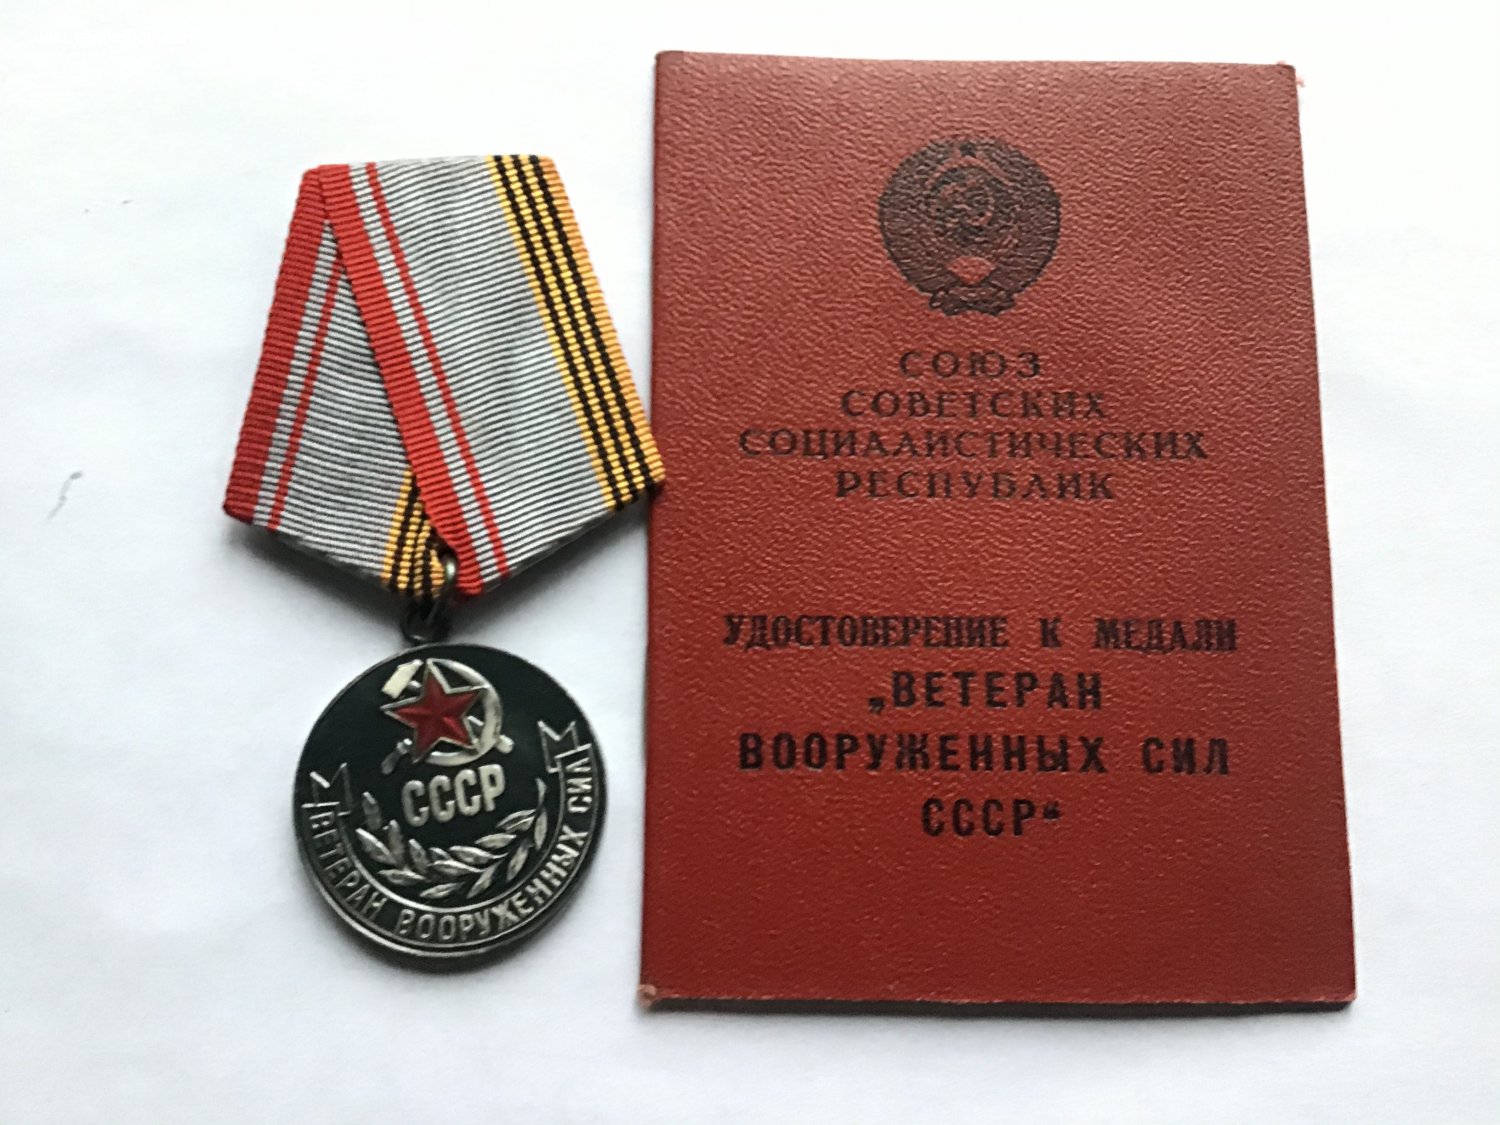 СССР
ВЕТЕРАН ВООРУЖЕННЫХ СИЛ
СОЮЗ
СОВЕТСКИХ
СОЦИАЛИСТИЧЕСКИХ
РЕСПУБЛИК
УДОСТОВЕРЕНИЕ К МЕДАЛИ
„ВЕТЕРАН
ВООРУЖЕННЫХ СИЛ
СССР“